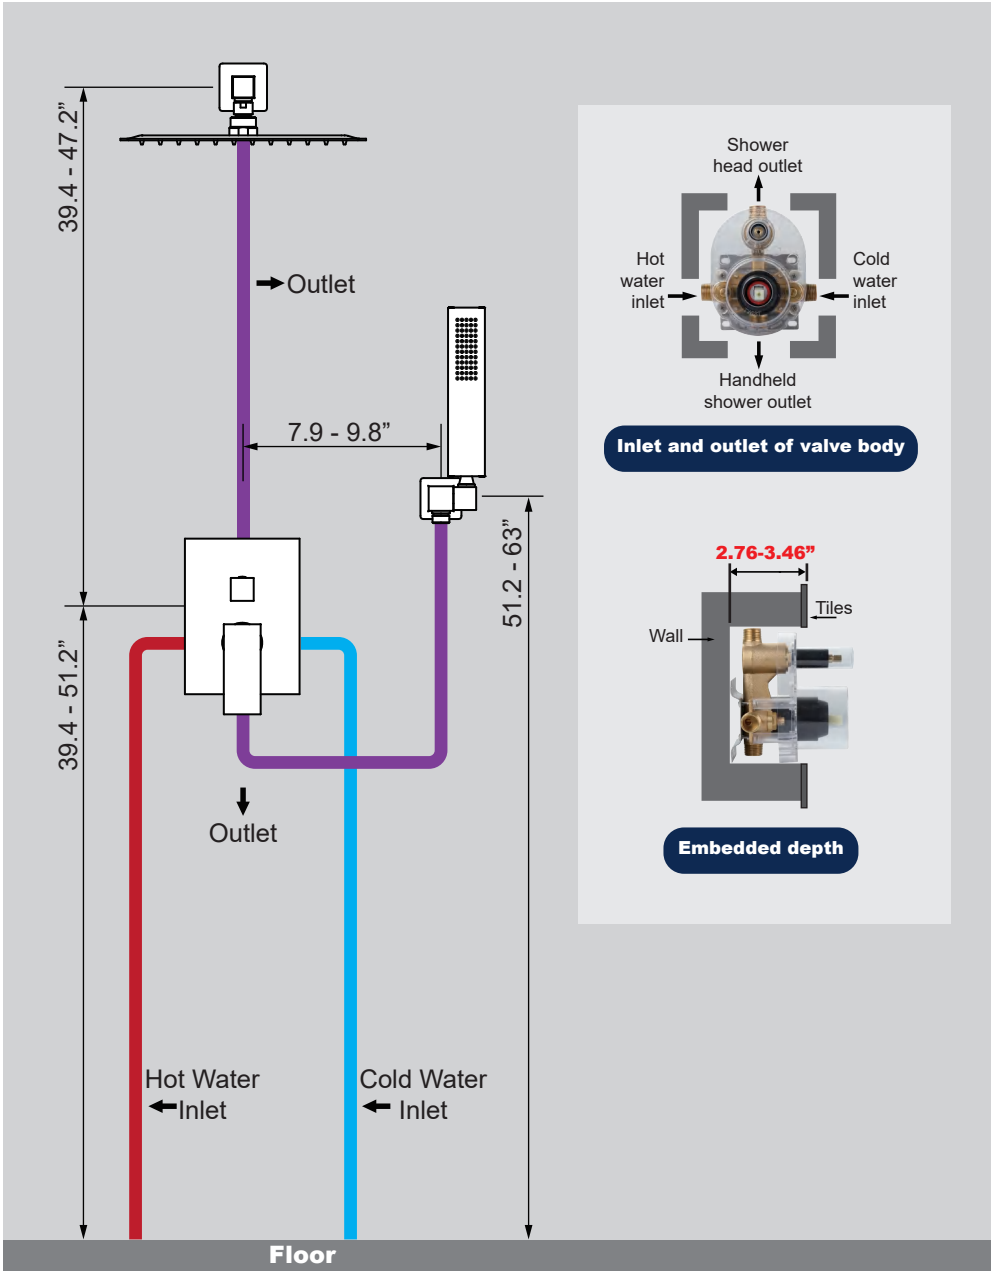 39.4 - 47.2”
Outlet
7.9 - 9.8”
51.2 - 63”
39.4 - 51.2”
Outlet
Hot Water
Inlet
Cold Water
Inlet
Floor
Shower
head outlet
Hot
water
inlet
Cold
water
inlet
Handheld
shower outlet
Inlet and outlet of valve body
2.76-3.46”
Tiles
Wall
Embedded depth